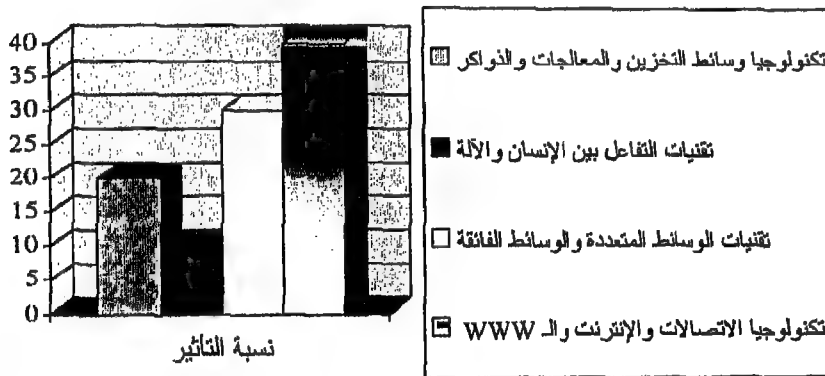 40
35
30
25
20
15
10
5
0
نسبة التأثير
تكنولوجيا وسائط التخزين والمعالجات والذواكر
تقنيات التفاعل بين الإنسان والآلة
تقنيات الوسائط المتعددة والوسائط الفائقة
تكنولوجيا الاتصالات والإنترنت والـ WWW